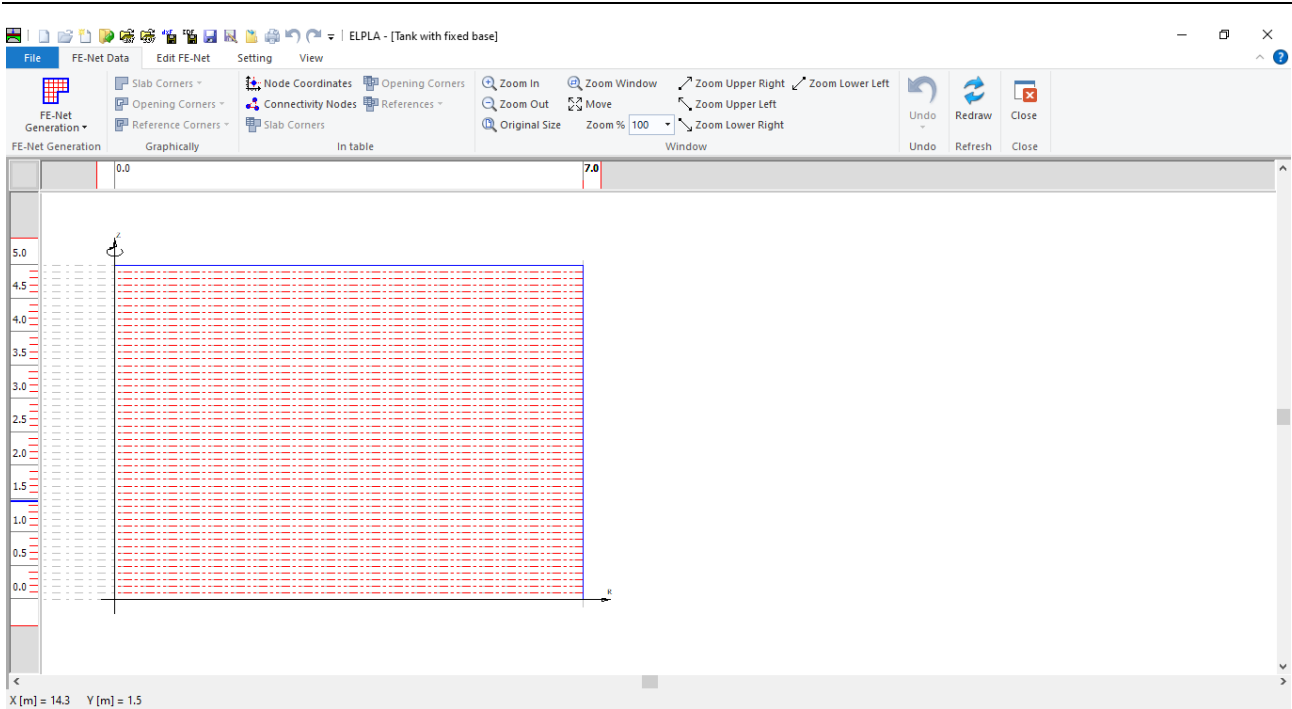 ELPLA - [Tank with fixed base]
File FE-Net Data Edit FE-Net Setting View
FE-Net Generation
Slab Corners
Opening Corners
Reference Corners
Node Coordinates Opening Corners
Connectivity Nodes References
Slab Corners
Zoom In Zoom Window Zoom Upper Right Zoom Lower Left
Zoom Out Move Zoom Upper Left
Original Size Zoom % 100 Zoom Lower Right
Undo Redraw Close
FE-Net Generation Graphically In table Window Undo Refresh Close
0.0 7.0
Z
5.0
4.5
4.0
3.5
3.0
2.5
2.0
1.5
1.0
0.5
0.0
R
X [m] = 14.3 Y [m] = 1.5